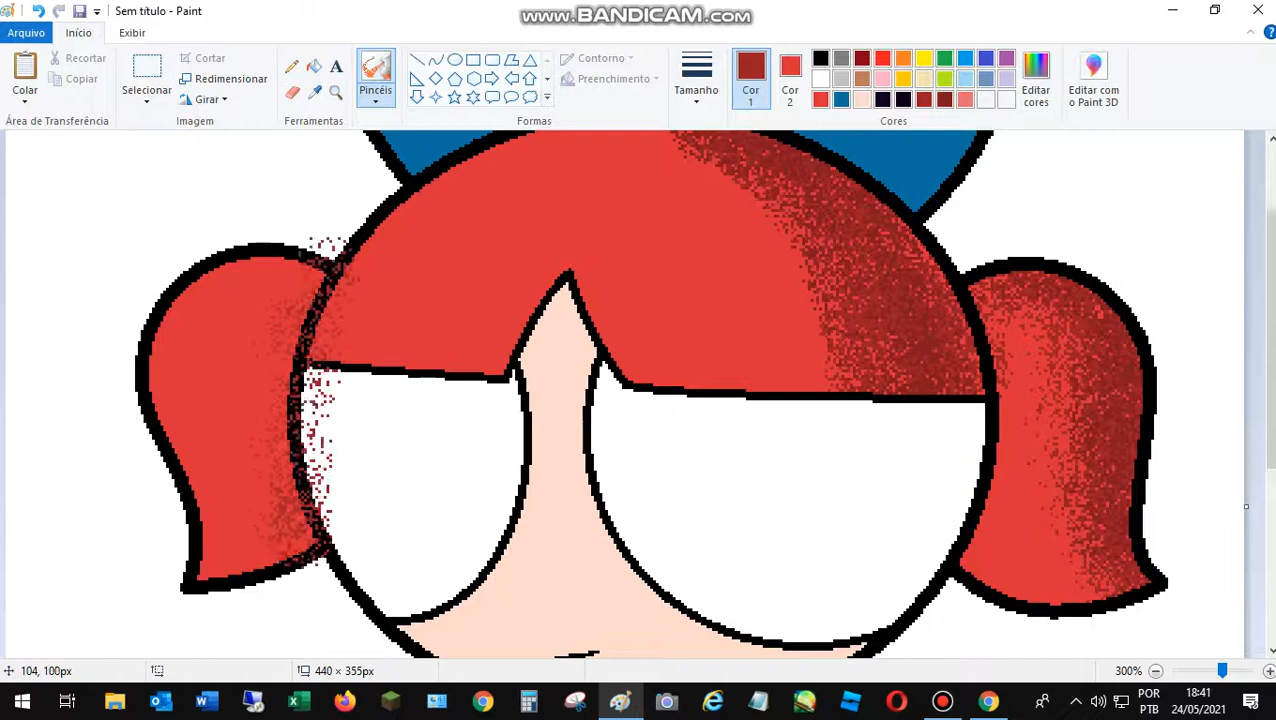 Sem título - Paint
www.BANDICAM.com
Arquivo Início Exibir
Colar
Recortar
Copiar
Área de Transferência
Selecionar
Cortar
Redimensionar
Girar
Imagem
A
Ferramentas
Pincéis
Contorno
Preenchimento
Formas
Tamanho
Cor
1
Cor
2
Editar
cores
Cores
Editar com
o Paint 3D
104, 100px
440 × 355px
300%
POR
PTB
18:41
24/05/2021